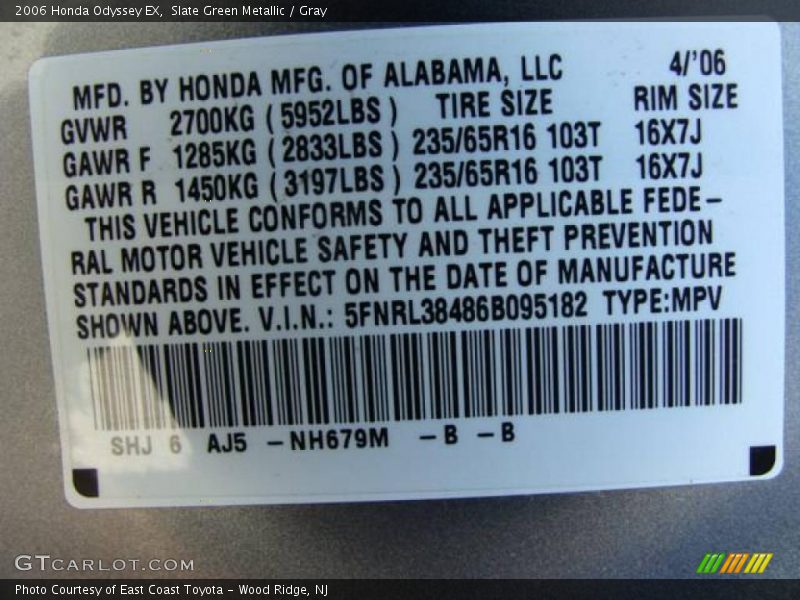 2006 Honda Odyssey EX, Slate Green Metallic / Gray
MFD. BY HONDA MFG. OF ALABAMA, LLC 4/'06
GVWR 2700KG (5952LBS) TIRE SIZE RIM SIZE
GAWR F 1285KG (2833LBS) 235/65R16 103T 16X7J
GAWR R 1450KG (3197LBS) 235/65R16 103T 16X7J
THIS VEHICLE CONFORMS TO ALL APPLICABLE FEDE-
RAL MOTOR VEHICLE SAFETY AND THEFT PREVENTION
STANDARDS IN EFFECT ON THE DATE OF MANUFACTURE
SHOWN ABOVE. V.I.N.: 5FNRL38486B095182 TYPE:MPV
SHJ 6 AJ5 -NH679M -B -B
GTCARLOT.COM
Photo Courtesy of East Coast Toyota - Wood Ridge, NJ